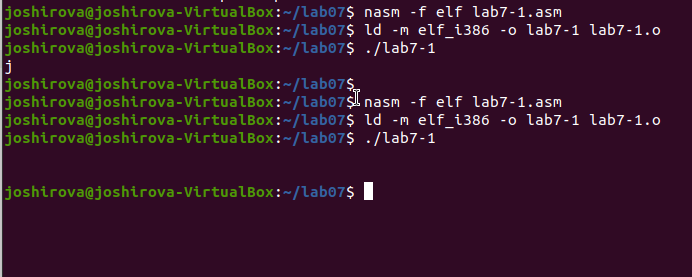 joshirova@joshirova-VirtualBox:~/lab07$ nasm -f elf lab7-1.asm
joshirova@joshirova-VirtualBox:~/lab07$ ld -m elf_i386 -o lab7-1 lab7-1.o
joshirova@joshirova-VirtualBox:~/lab07$ ./lab7-1
j
joshirova@joshirova-VirtualBox:~/lab07$
joshirova@joshirova-VirtualBox:~/lab07$ nasm -f elf lab7-1.asm
joshirova@joshirova-VirtualBox:~/lab07$ ld -m elf_i386 -o lab7-1 lab7-1.o
joshirova@joshirova-VirtualBox:~/lab07$ ./lab7-1
joshirova@joshirova-VirtualBox:~/lab07$